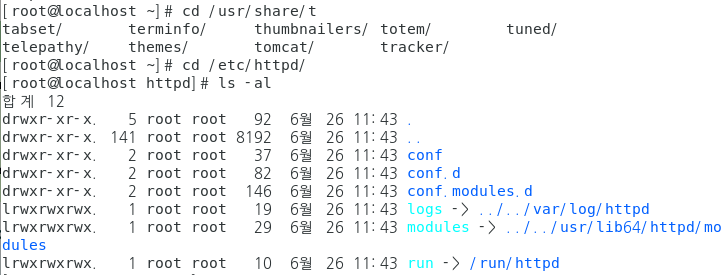 [root@localhost ~]# cd /usr/share/t
tabset/ terminfo/ thumbnailers/ totem/ tuned/
telepathy/ themes/ tomcat/ tracker/
[root@localhost ~]# cd /etc/httpd/
[root@localhost httpd]# ls -al
합계 12
drwxr-xr-x. 5 root root 92 6월 26 11:43 .
drwxr-xr-x. 141 root root 8192 6월 26 11:43 ..
drwxr-xr-x. 2 root root 37 6월 26 11:43 conf
drwxr-xr-x. 2 root root 82 6월 26 11:43 conf.d
drwxr-xr-x. 2 root root 146 6월 26 11:43 conf.modules.d
lrwxrwxrwx. 1 root root 19 6월 26 11:43 logs -> ../../var/log/httpd
lrwxrwxrwx. 1 root root 29 6월 26 11:43 modules -> ../../usr/lib64/httpd/mo
dules
lrwxrwxrwx. 1 root root 10 6월 26 11:43 run -> /run/httpd